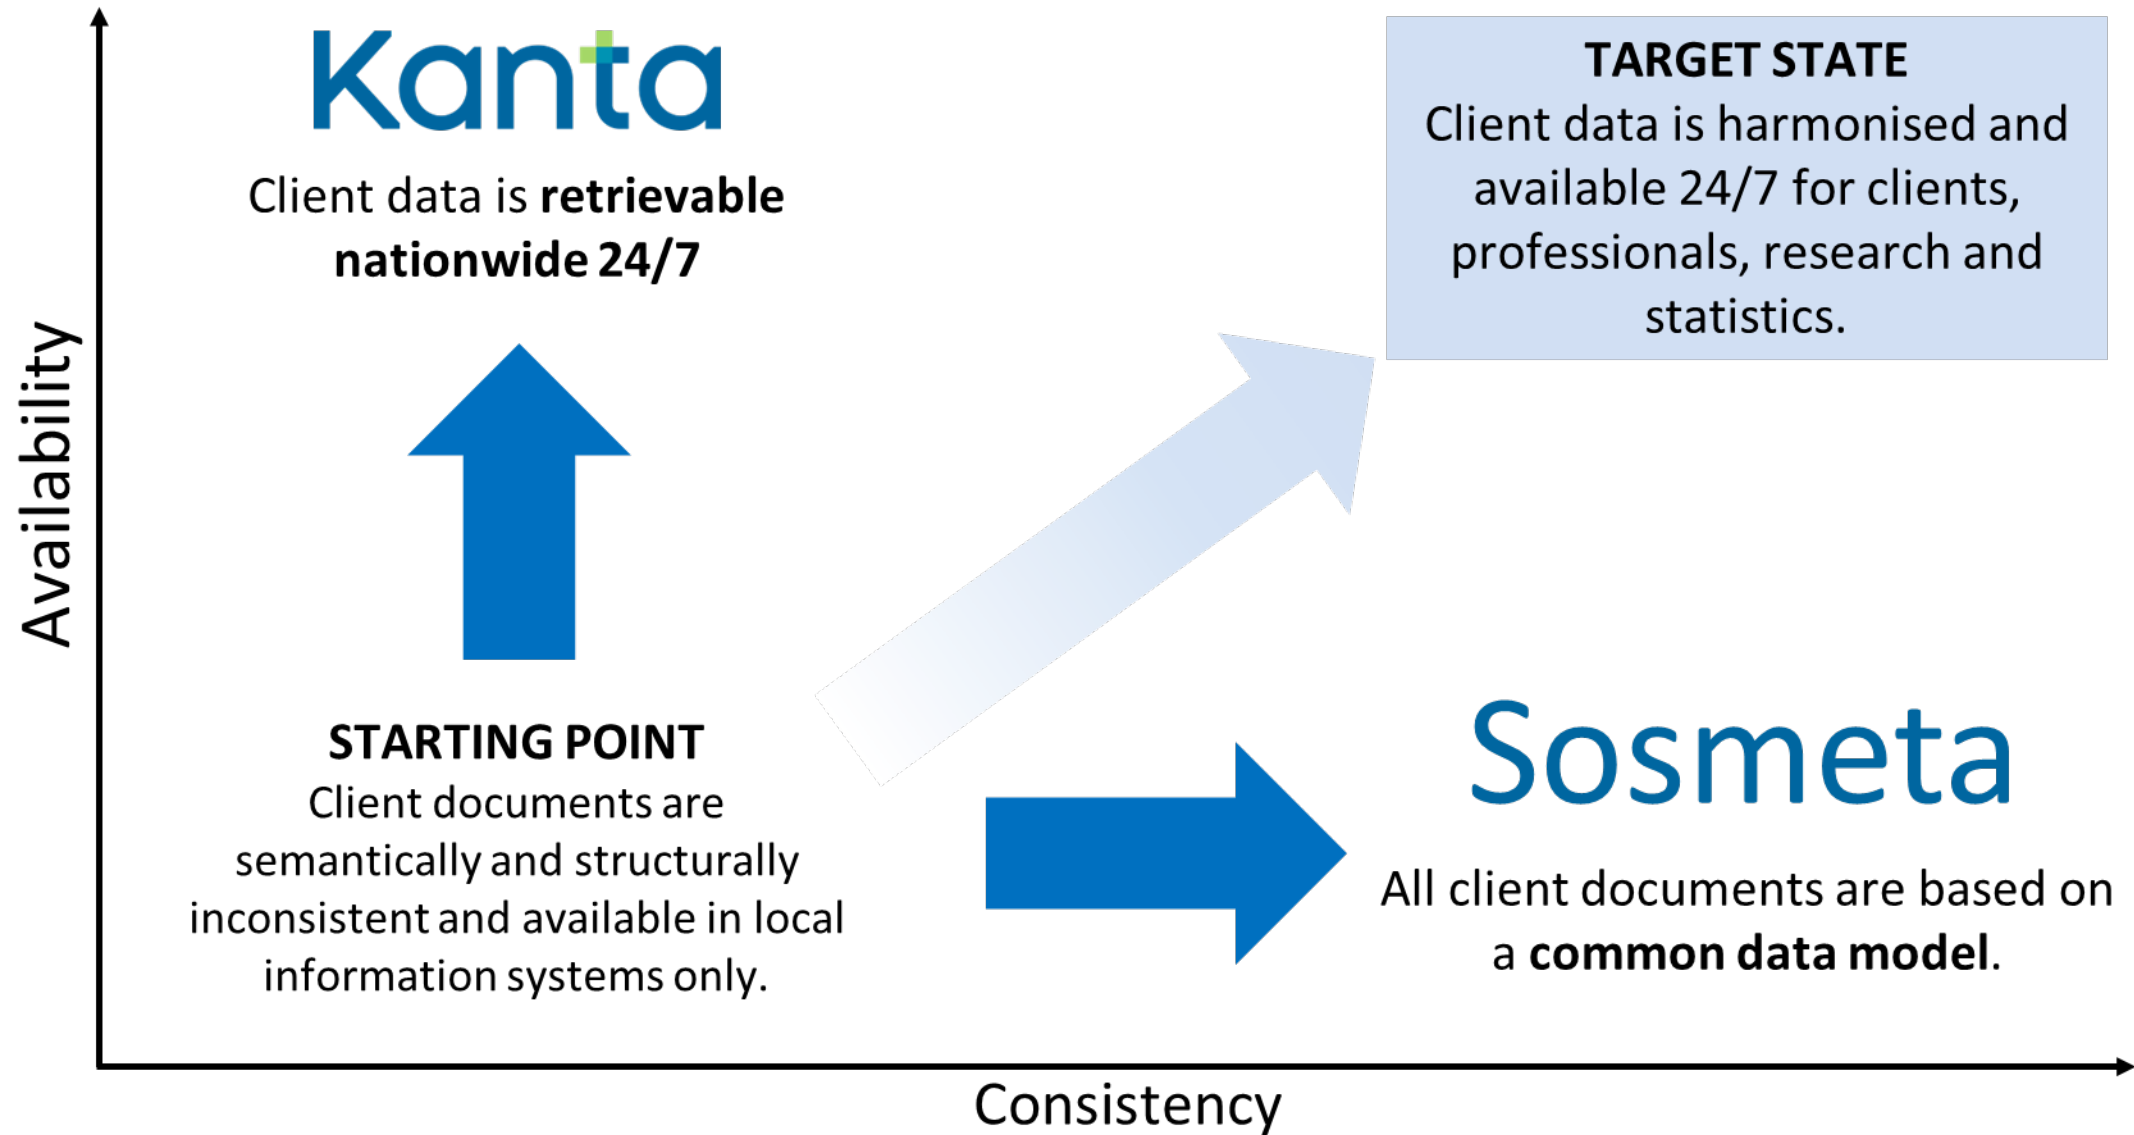 Kanta
Client data is retrievable
nationwide 24/7
TARGET STATE
Client data is harmonised and
available 24/7 for clients,
professionals, research and
statistics.
Availability
STARTING POINT
Client documents are
semantically and structurally
inconsistent and available in local
information systems only.
Sosmeta
All client documents are based on
a common data model.
Consistency